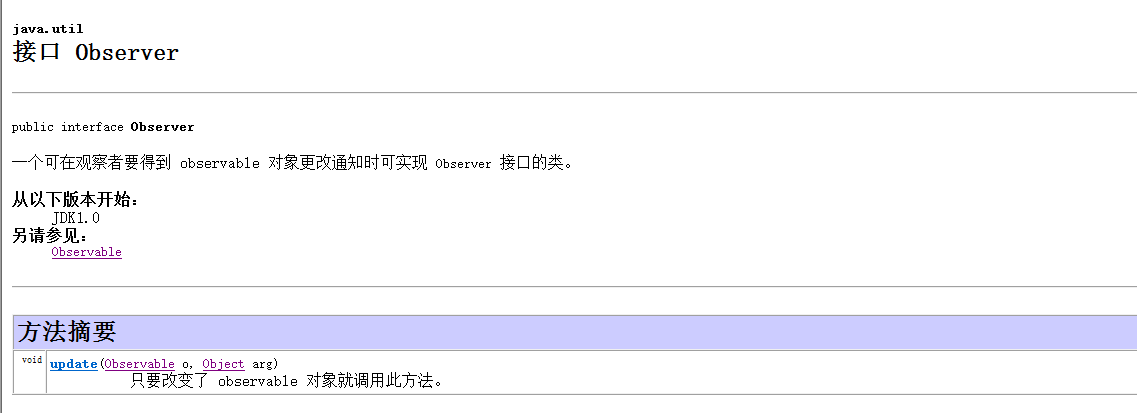 java.util
接口 Observer
public interface Observer
一个可在观察者要得到 observable 对象更改通知时可实现 Observer 接口的类。
从以下版本开始：
JDK1.0
另请参见：
Observable
方法摘要
void update(Observable o, Object arg)
只要改变了 observable 对象就调用此方法。